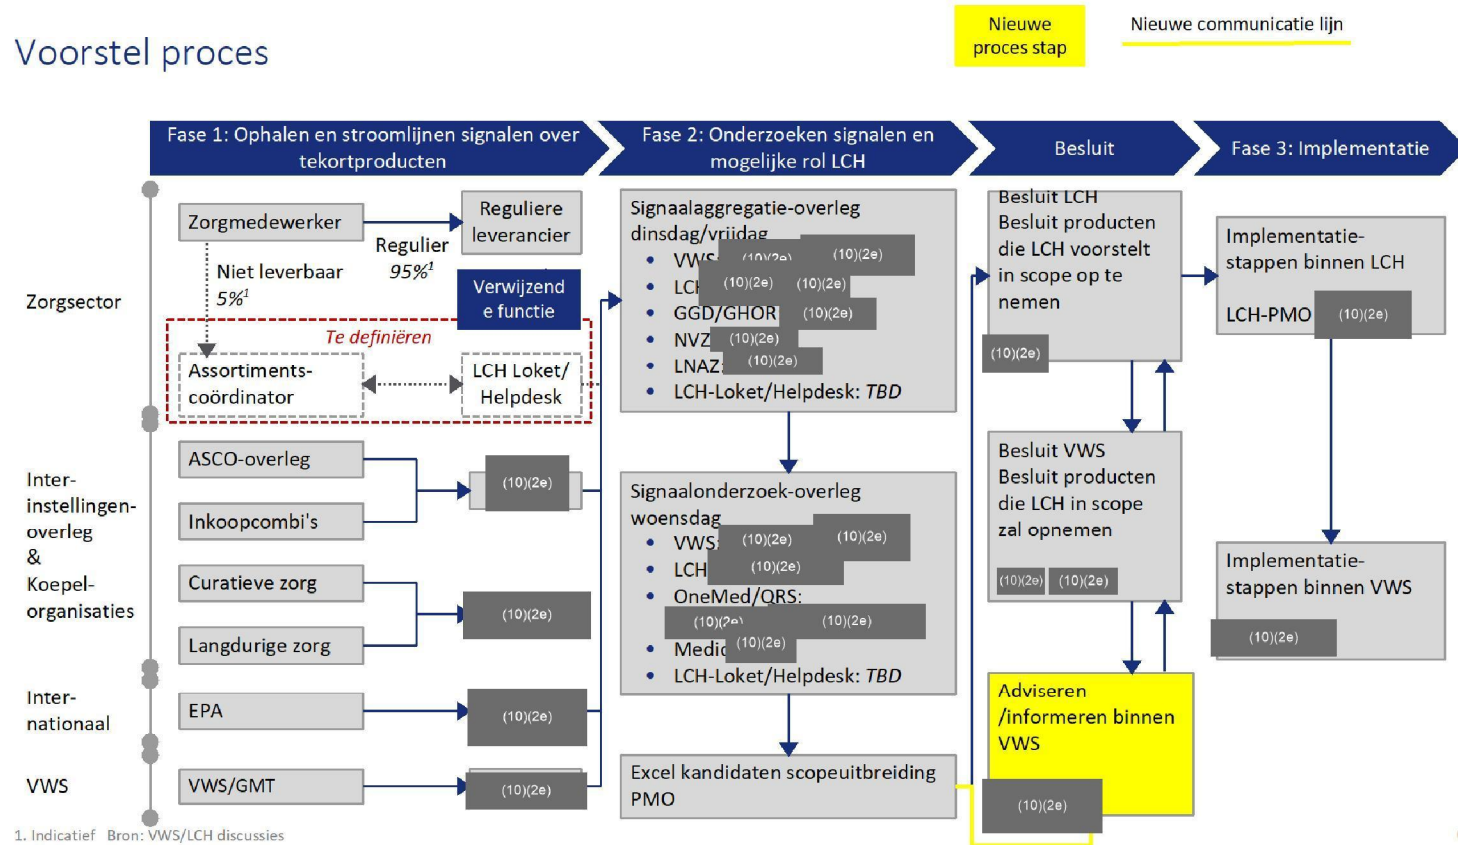 Voorstel proces
Nieuwe
proces stap
Nieuwe communicatie lijn
Fase 1: Ophalen en stroomlijnen signalen over
tekortproducten
Fase 2: Onderzoeken signalen en
mogelijke rol LCH
Besluit
Fase 3: Implementatie
Zorgsector
Zorgmedewerker
Reguliere
leverancier
Regulier
95%¹
Niet leverbaar
5%¹
Verwijzend
e functie
Te definiëren
Assortiments-
coördinator
LCH Loket/
Helpdesk
Inter-
instellingen-
overleg
&
Koepel-
organisaties
ASCO-overleg
Inkoopcombi's
(10)(2e)
Curatieve zorg
Langdurige zorg
(10)(2e)
Inter-
nationaal
EPA
(10)(2e)
VWS
VWS/GMT
(10)(2e)
Signaalaggregatie-overleg
dinsdag/vrijdag
• VWS: (10)(2e) (10)(2e)
• LCH (10)(2e) (10)(2e)
• GGD/GHOR (10)(2e)
• NVZ (10)(2e)
• LNAZ: (10)(2e)
• LCH-Loket/Helpdesk: TBD
Signaalonderzoek-overleg
woensdag
• VWS: (10)(2e) (10)(2e)
• LCH (10)(2e)
• OneMed/QRS:
(10)(2e) (10)(2e)
• Medic (10)(2e)
• LCH-Loket/Helpdesk: TBD
Excel kandidaten scopeuitbreiding
PMO
Besluit LCH
Besluit producten
die LCH voorstelt
in scope op te
nemen
(10)(2e)
Besluit VWS
Besluit producten
die LCH in scope
zal opnemen
(10)(2e) (10)(2e)
Adviseren
/informeren binnen
VWS
(10)(2e)
Implementatie-
stappen binnen LCH
LCH-PMO (10)(2e)
Implementatie-
stappen binnen VWS
(10)(2e)
1. Indicatief Bron: VWS/LCH discussies